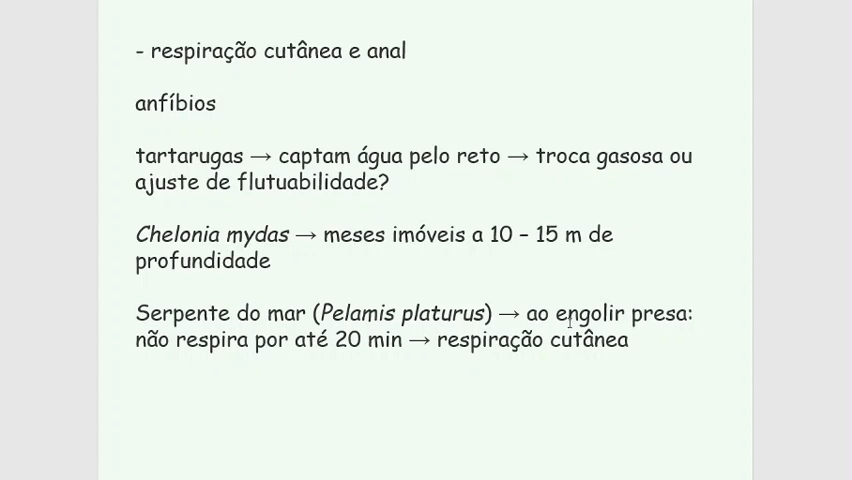 - respiração cutânea e anal
anfíbios
tartarugas → captam água pelo reto → troca gasosa ou
ajuste de flutuabilidade?
Chelonia mydas → meses imóveis a 10 – 15 m de
profundidade
Serpente do mar (Pelamis platurus) → ao engolir presa:
não respira por até 20 min → respiração cutânea